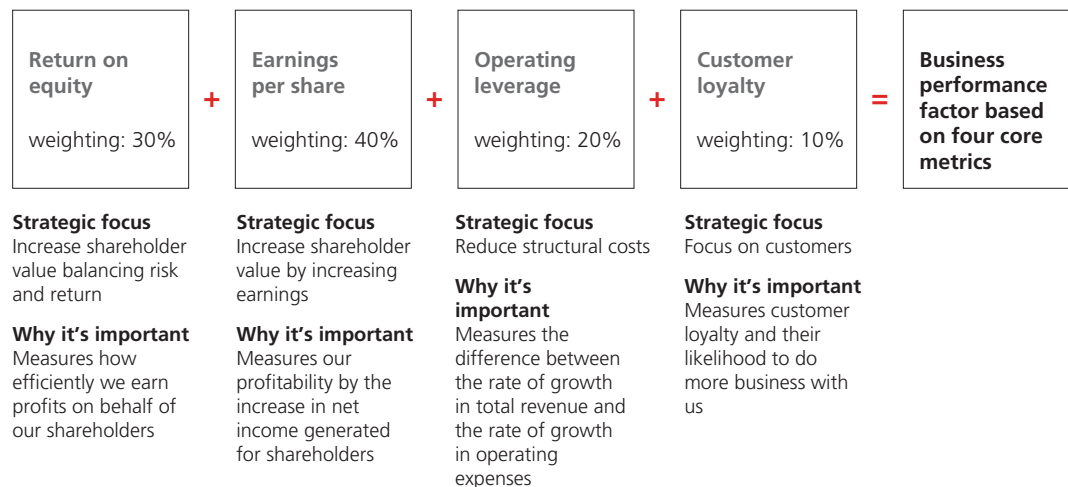 Return on
equity
weighting: 30%
+
Earnings
per share
weighting: 40%
+
Operating
leverage
weighting: 20%
+
Customer
loyalty
weighting: 10%
=
Business
performance
factor based
on four core
metrics
Strategic focus
Increase shareholder
value balancing risk
and return
Why it's important
Measures how
efficiently we earn
profits on behalf of
our shareholders
Strategic focus
Increase shareholder
value by increasing
earnings
Why it's important
Measures our
profitability by the
increase in net
income generated
for shareholders
Strategic focus
Reduce structural costs
Why it's
important
Measures the
difference between
the rate of growth
in total revenue and
the rate of growth
in operating
expenses
Strategic focus
Focus on customers
Why it's important
Measures customer
loyalty and their
likelihood to do
more business with
us